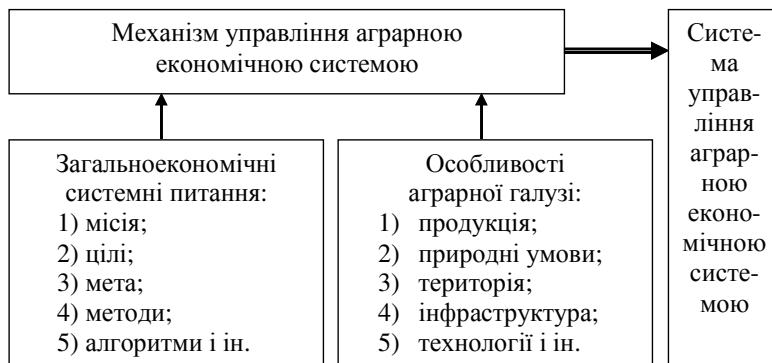 Механізм управління аграрною
економічною системою
Систе-
ма
управ-
ління
аграр-
ною
еконо-
мічною
систе-
мою
Загальноекономічні
системні питання:
1) місія;
2) цілі;
3) мета;
4) методи;
5) алгоритми і ін.
Особливості
аграрної галузі:
1) продукція;
2) природні умови;
3) територія;
4) інфраструктура;
5) технології і ін.